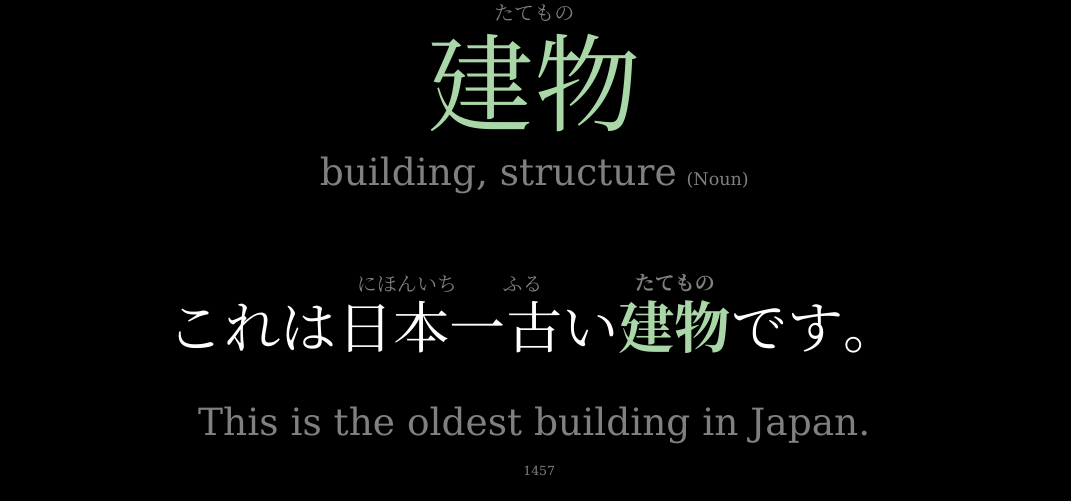 たてもの
建物
building, structure (Noun)
にほんいち ふる たてもの
これは日本一古い建物です。
This is the oldest building in Japan.
1457